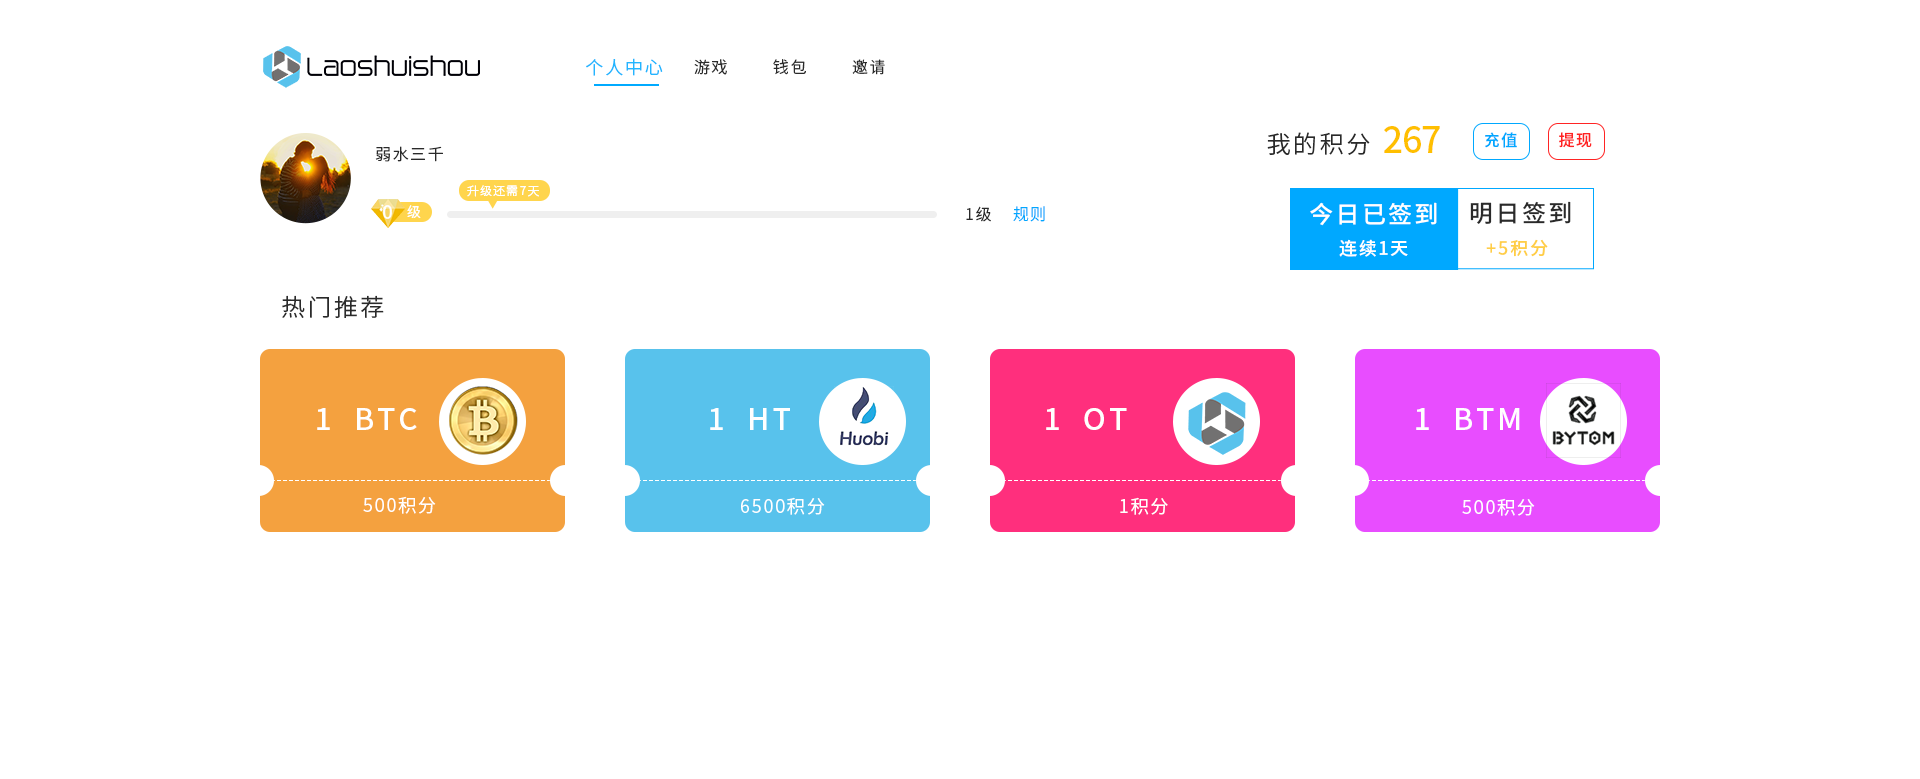 Laoshuishou 个人中心 游戏 钱包 邀请
弱水三千
升级还需7天
0 级
1级 规则
我的积分 267 充值 提现
今日已签到 明日签到
连续1天 +5积分
热门推荐
1 BTC
500积分
1 HT
Huobi
6500积分
1 OT
1积分
1 BTM
BYTOM
500积分